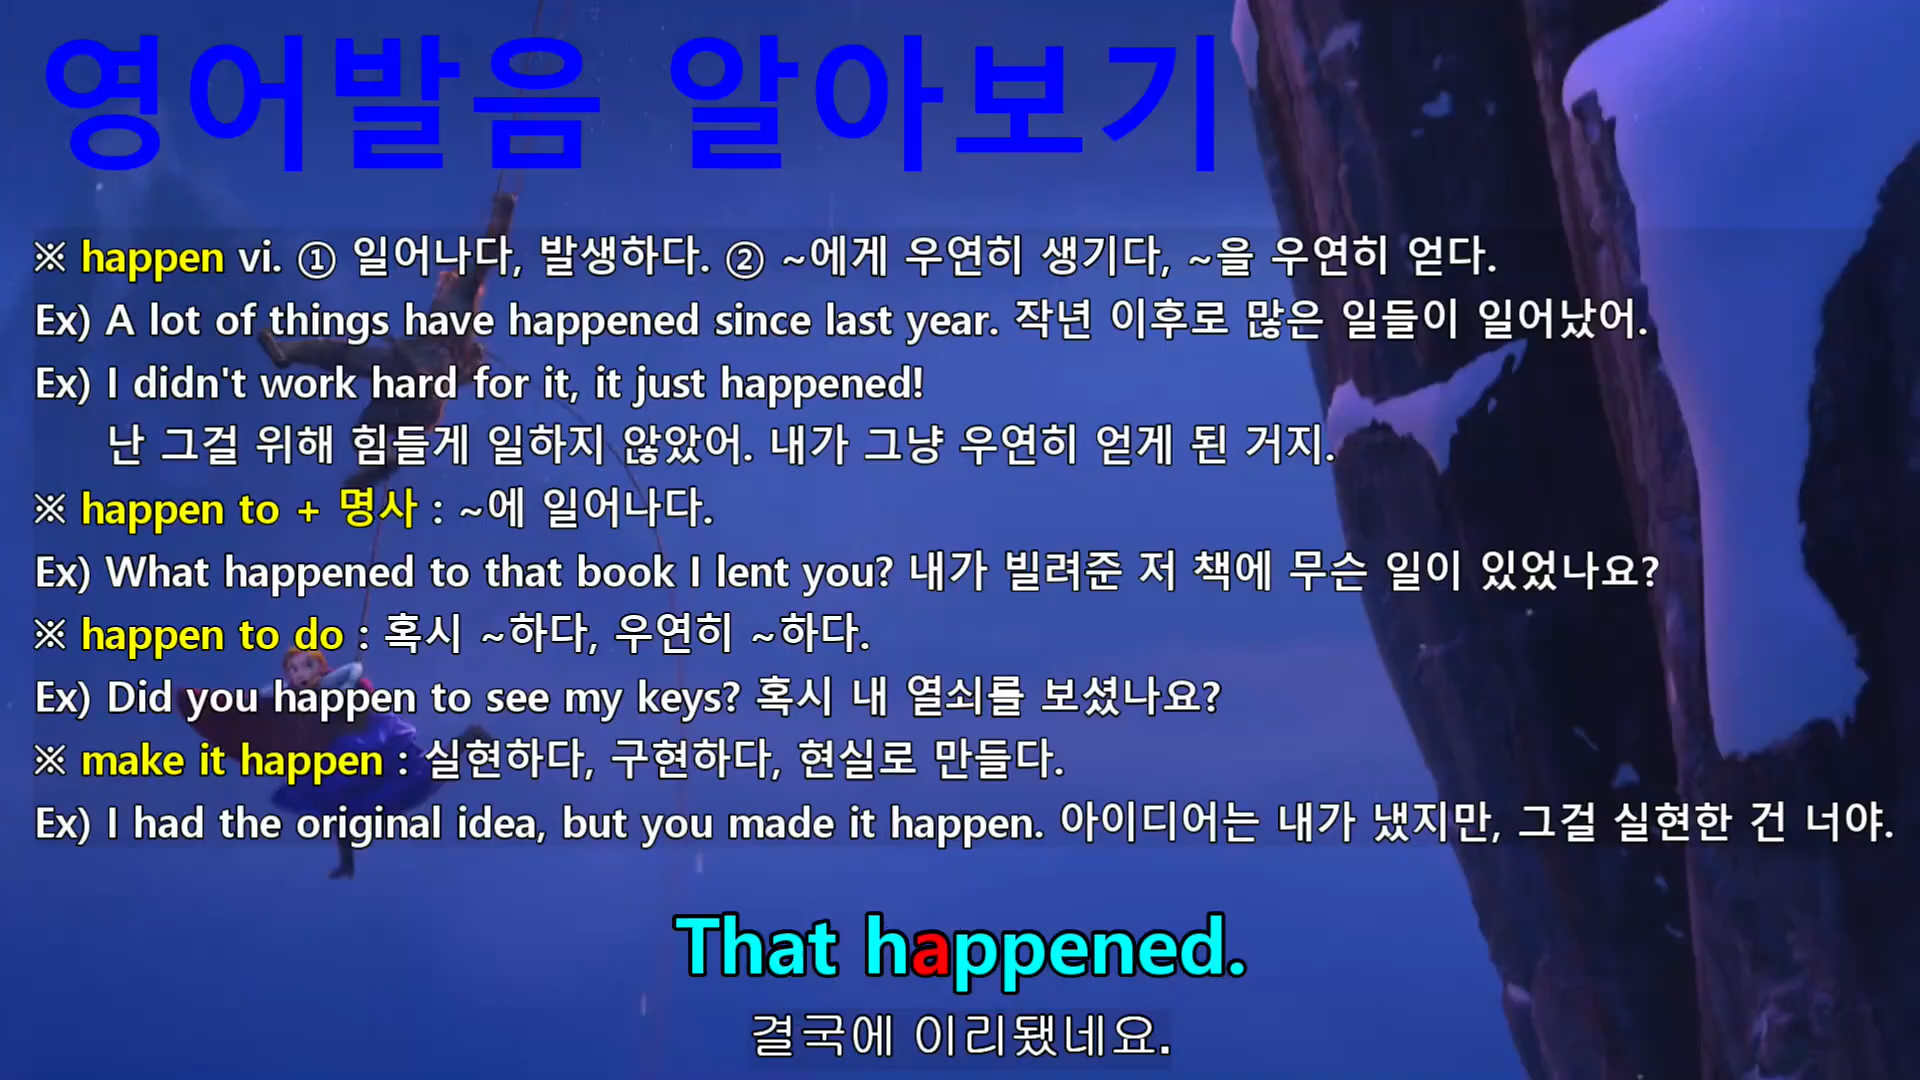 영어발음 알아보기
※ happen vi. ① 일어나다, 발생하다. ② ~에게 우연히 생기다, ~을 우연히 얻다.
Ex) A lot of things have happened since last year. 작년 이후로 많은 일들이 일어났어.
Ex) I didn't work hard for it, it just happened!
난 그걸 위해 힘들게 일하지 않았어. 내가 그냥 우연히 얻게 된 거지.
※ happen to + 명사 : ~에 일어나다.
Ex) What happened to that book I lent you? 내가 빌려준 저 책에 무슨 일이 있었나요?
※ happen to do : 혹시 ~하다, 우연히 ~하다.
Ex) Did you happen to see my keys? 혹시 내 열쇠를 보셨나요?
※ make it happen : 실현하다, 구현하다, 현실로 만들다.
Ex) I had the original idea, but you made it happen. 아이디어는 내가 냈지만, 그걸 실현한 건 너야.
That happened.
결국에 이리됐네요.